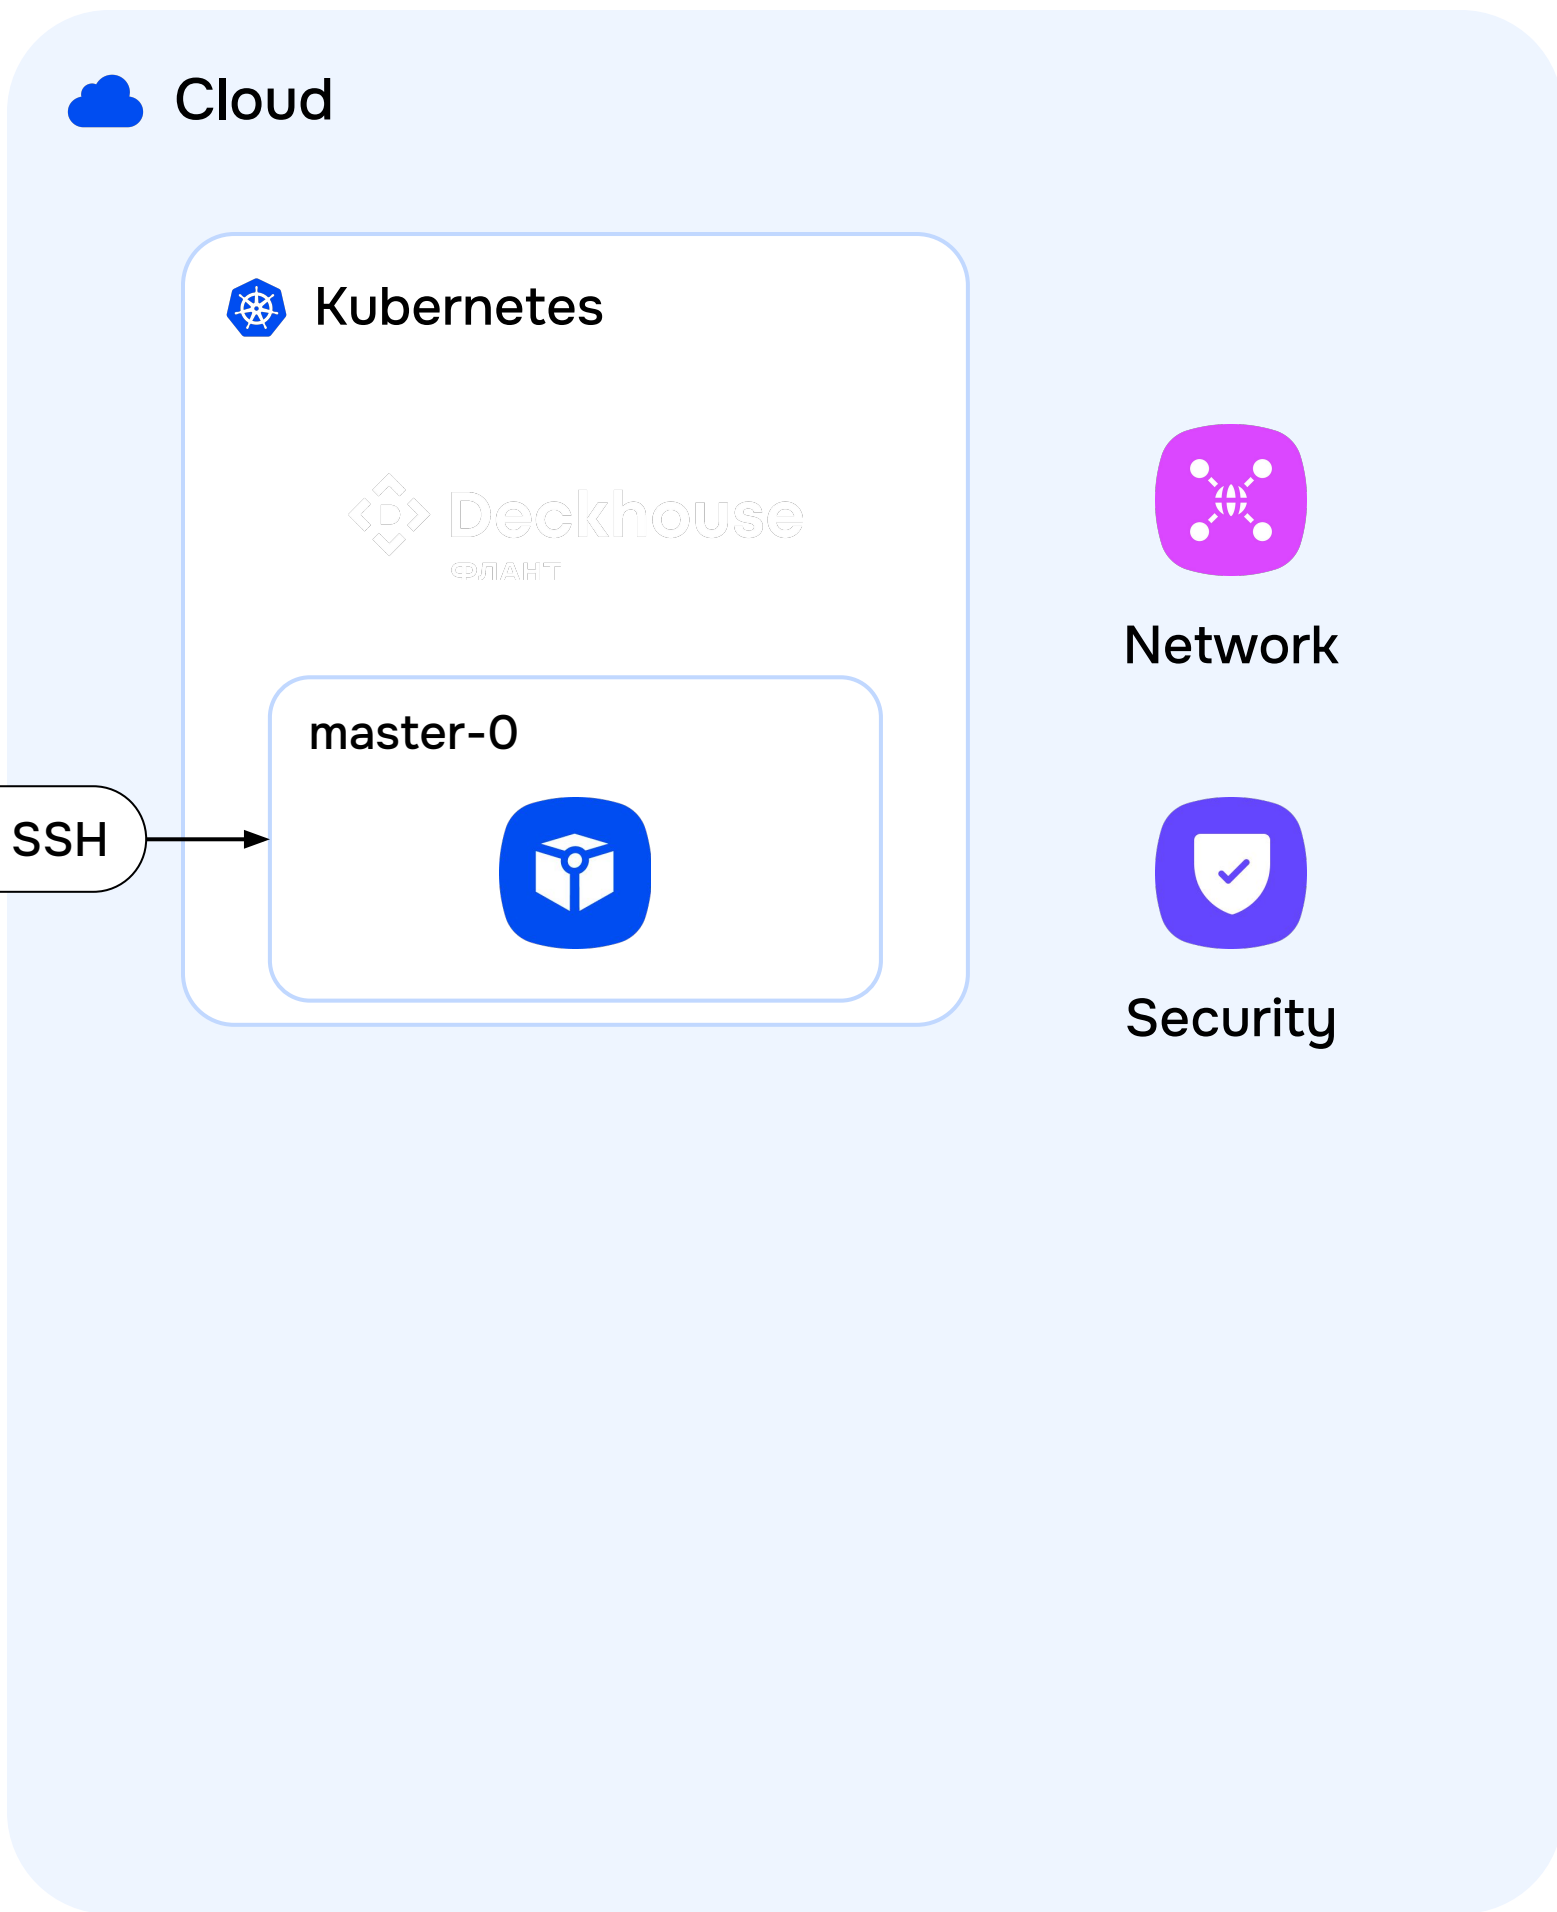 Cloud
Kubernetes
Deckhouse
ФЛАНТ
Network
master-0
SSH
Security